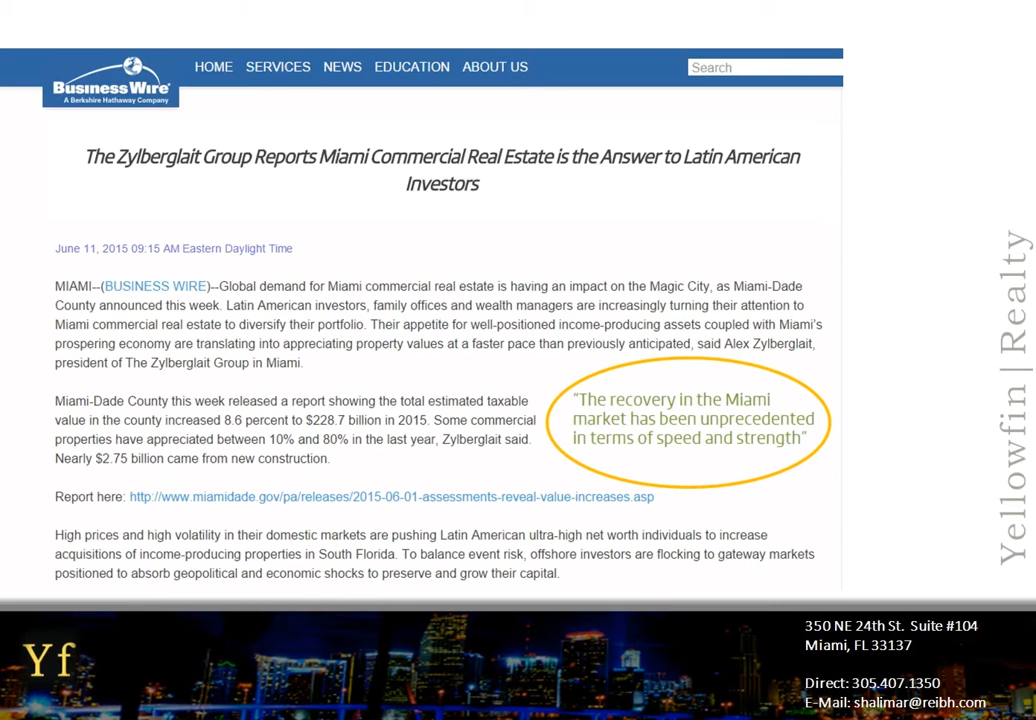 HOME SERVICES NEWS EDUCATION ABOUT US
Search
Business Wire
A Berkshire Hathaway Company
The Zylberglait Group Reports Miami Commercial Real Estate is the Answer to Latin American
Investors
June 11, 2015 09:15 AM Eastern Daylight Time
MIAMI--(BUSINESS WIRE)--Global demand for Miami commercial real estate is having an impact on the Magic City, as Miami-Dade
County announced this week. Latin American investors, family offices and wealth managers are increasingly turning their attention to
Miami commercial real estate to diversify their portfolio. Their appetite for well-positioned income-producing assets coupled with Miami's
prospering economy are translating into appreciating property values at a faster pace than previously anticipated, said Alex Zylberglait,
president of The Zylberglait Group in Miami.
Miami-Dade County this week released a report showing the total estimated taxable
value in the county increased 8.6 percent to $228.7 billion in 2015. Some commercial
properties have appreciated between 10% and 80% in the last year, Zylberglait said.
Nearly $2.75 billion came from new construction.
"The recovery in the Miami
market has been unprecedented
in terms of speed and strength"
Report here: http://www.miamidade.gov/pa/releases/2015-06-01-assessments-reveal-value-increases.asp
High prices and high volatility in their domestic markets are pushing Latin American ultra-high net worth individuals to increase
acquisitions of income-producing properties in South Florida. To balance event risk, offshore investors are flocking to gateway markets
positioned to absorb geopolitical and economic shocks to preserve and grow their capital.
Yellowfin | Realty
Yf
350 NE 24th St. Suite #104
Miami, FL 33137
Direct: 305.407.1350
E-Mail: shalimar@reibh.com